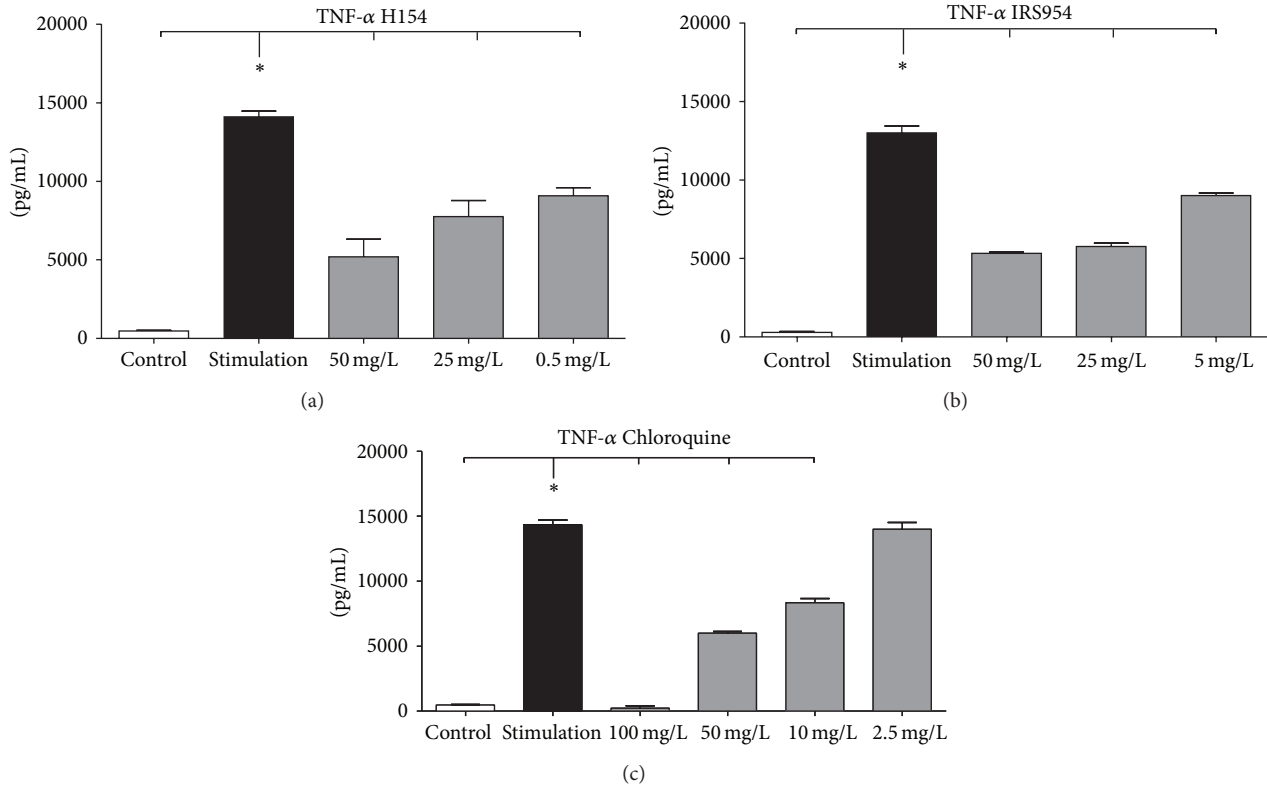 TNF-α H154
20000
*
15000
10000
5000
0
(pg/mL)
Control Stimulation 50 mg/L 25 mg/L 0.5 mg/L
(a)
TNF-α IRS954
20000
*
15000
10000
5000
0
(pg/mL)
Control Stimulation 50 mg/L 25 mg/L 5 mg/L
(b)
TNF-α Chloroquine
20000
*
15000
10000
5000
0
(pg/mL)
Control Stimulation 100 mg/L 50 mg/L 10 mg/L 2.5 mg/L
(c)